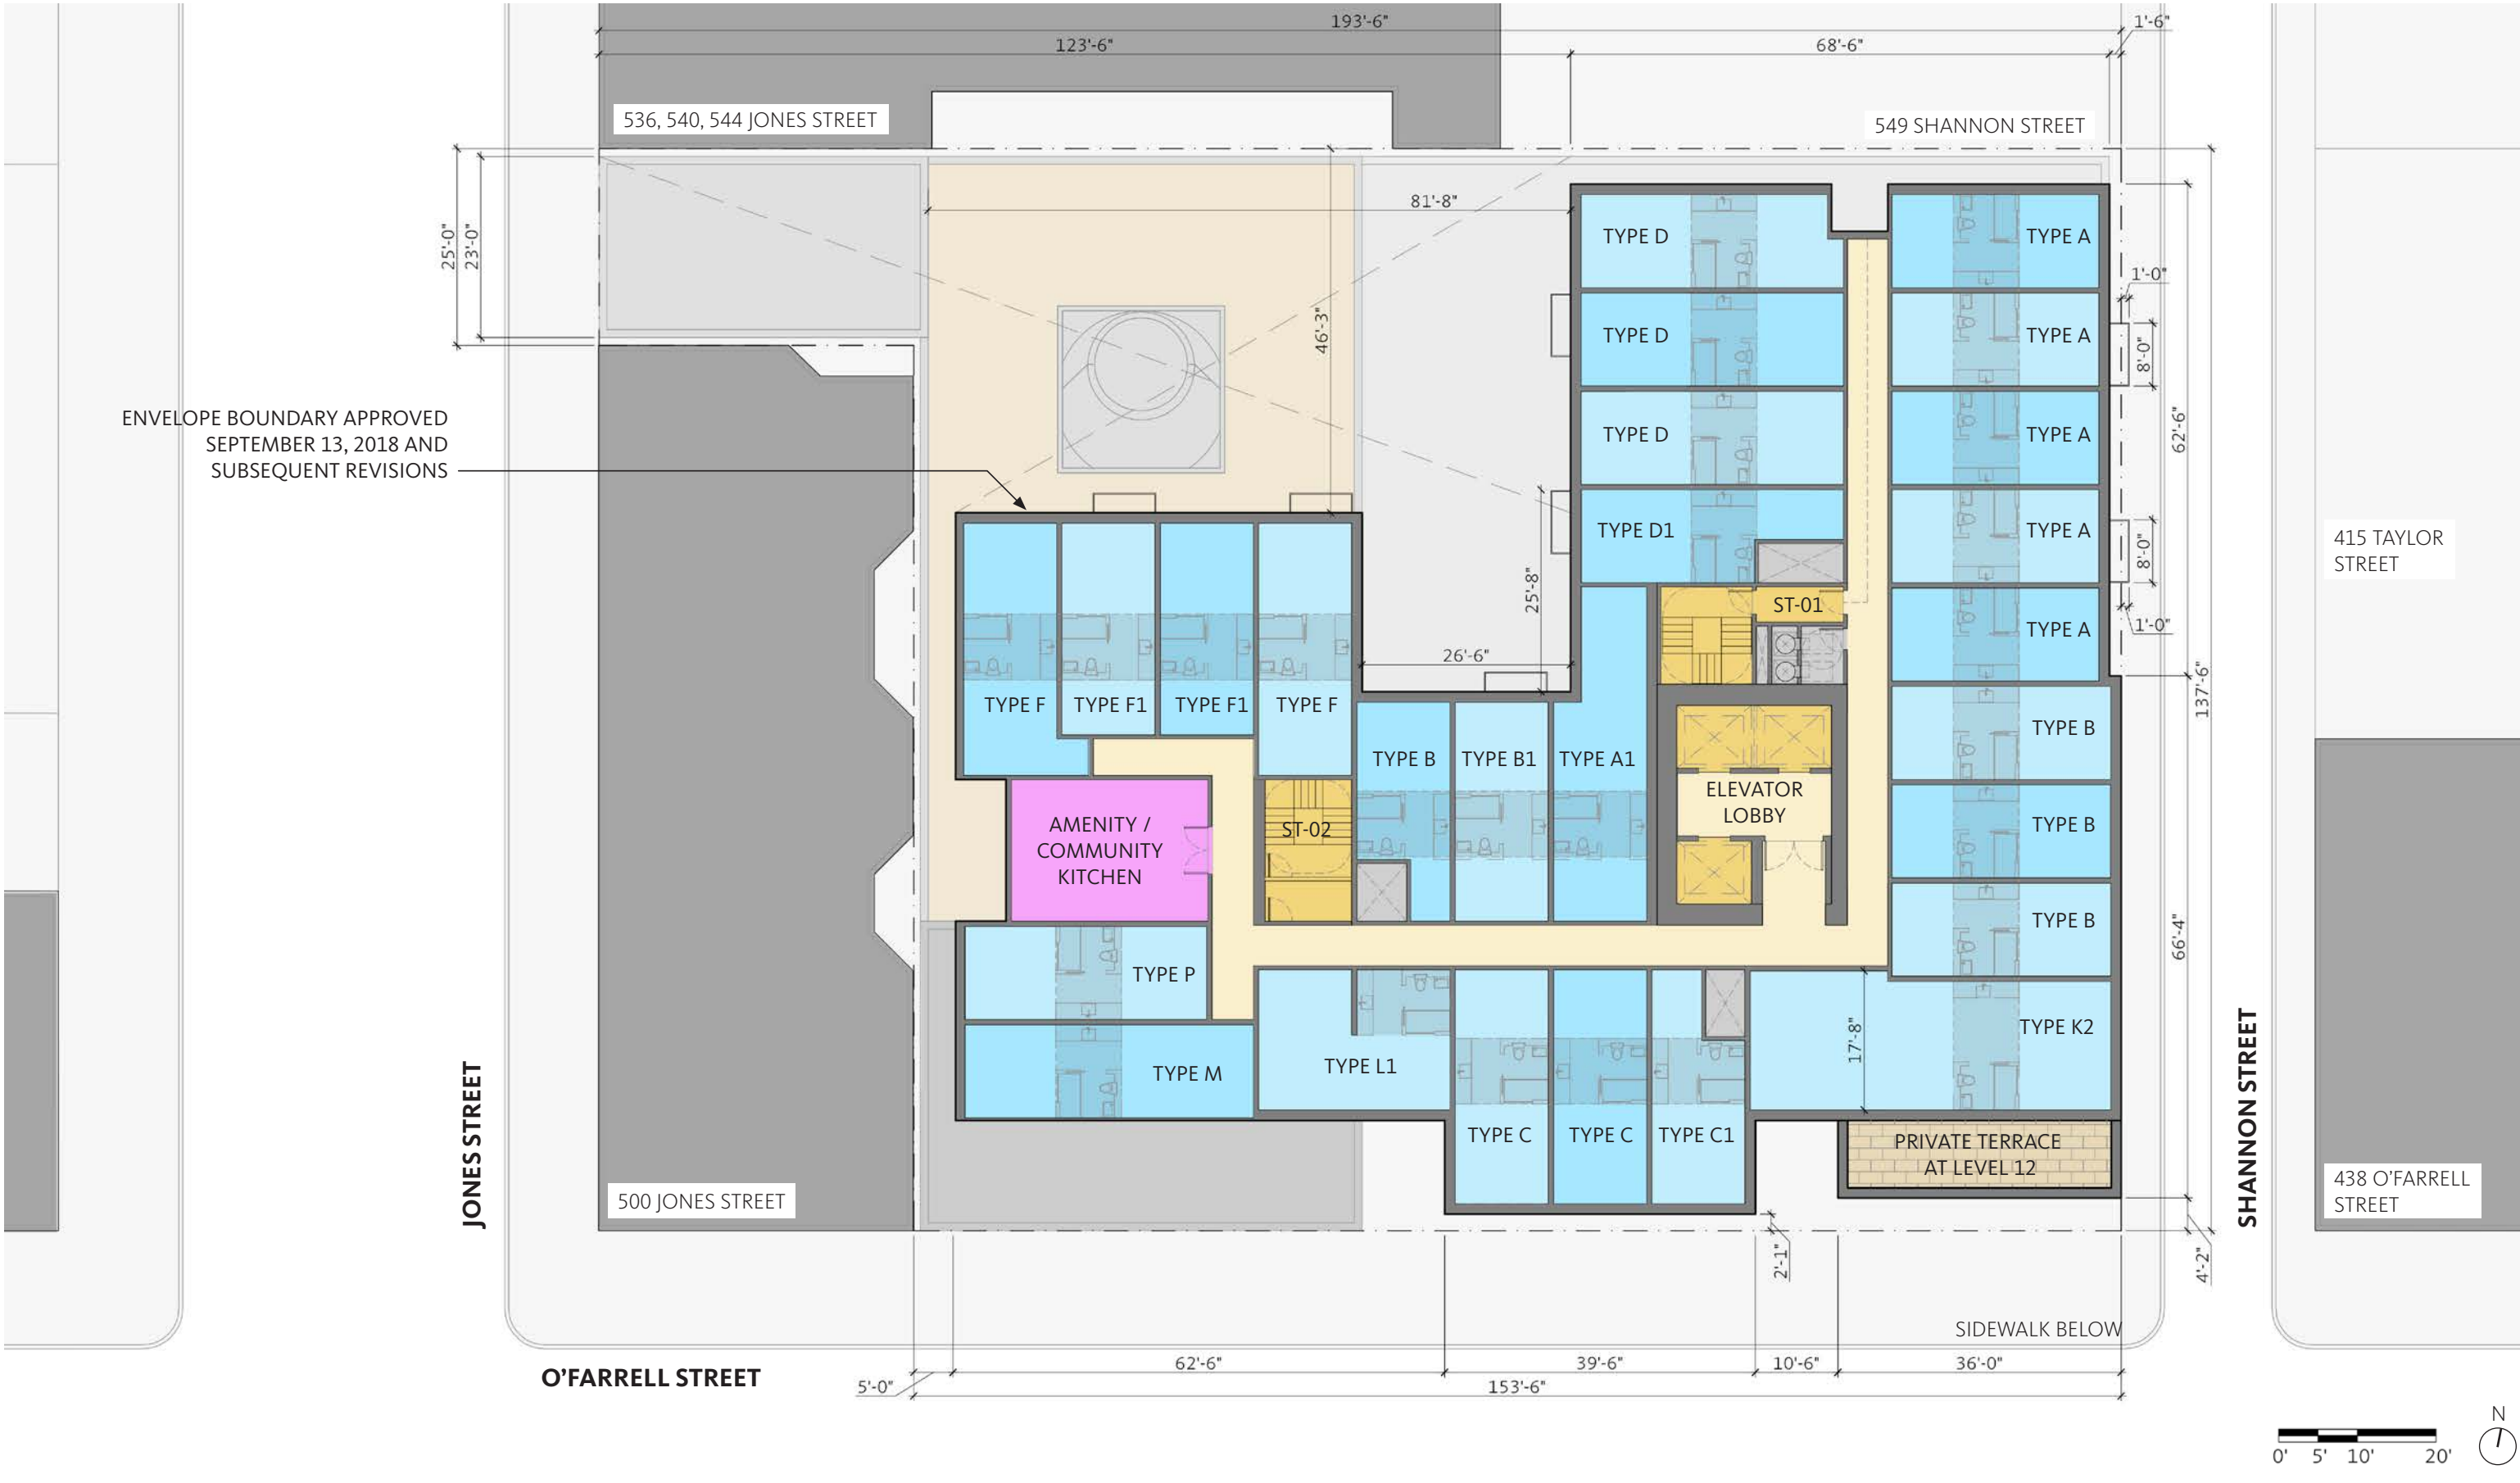 193'-6"
1'-6"
123'-6"
68'-6"
536, 540, 544 JONES STREET
549 SHANNON STREET
25'-0"
23'-0"
81'-8"
46'-3"
TYPE D
TYPE A
1'-0"
TYPE D
TYPE A
8'-0"
ENVELOPE BOUNDARY APPROVED
SEPTEMBER 13, 2018 AND
SUBSEQUENT REVISIONS
TYPE D
TYPE A
62'-6"
TYPE D1
TYPE A
8'-0"
415 TAYLOR
STREET
25'-8"
ST-01
TYPE A
1'-0"
26'-6"
137'-6"
TYPE F
TYPE F1
TYPE F1
TYPE F
TYPE B
TYPE B
TYPE B1
TYPE A1
ELEVATOR
LOBBY
AMENITY /
COMMUNITY
KITCHEN
ST-02
TYPE B
TYPE B
66'-4"
TYPE P
TYPE M
TYPE L1
17'-8"
TYPE K2
TYPE C
TYPE C
TYPE C1
PRIVATE TERRACE
AT LEVEL 12
JONES STREET
SHANNON STREET
500 JONES STREET
438 O'FARRELL
STREET
2'-1"
4'-2"
SIDEWALK BELOW
O'FARRELL STREET
62'-6"
39'-6"
10'-6"
36'-0"
5'-0"
153'-6"
N
0' 5' 10' 20'